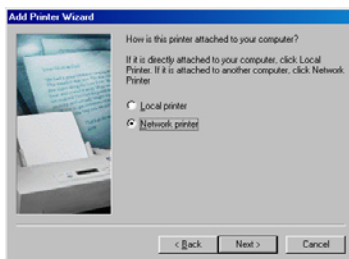 Add Printer Wizard
How is this printer attached to your computer?
If it is directly attached to your computer, click Local
Printer. If it is attached to another computer, click Network
Printer
Local printer
Network printer
< Back
Next >
Cancel